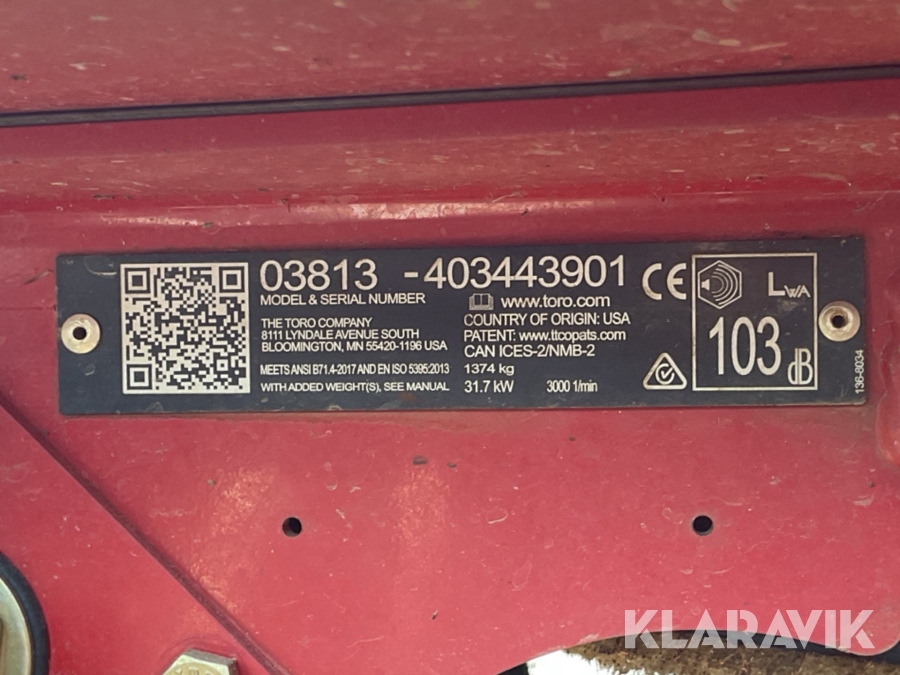 03813 - 403443901
MODEL & SERIAL NUMBER
www.toro.com
THE TORO COMPANY
8111 LYNDALE AVENUE SOUTH
BLOOMINGTON, MN 55420-1196 USA
COUNTRY OF ORIGIN: USA
PATENT: www.ttcopats.com
CAN ICES-2/NMB-2
MEETS ANSI B71.4-2017 AND EN ISO 5395:2013
WITH ADDED WEIGHT(S), SEE MANUAL
1374 kg
31.7 kW 3000 1/min
CE
LWA
103 dB
136-8034
KLARAVIK